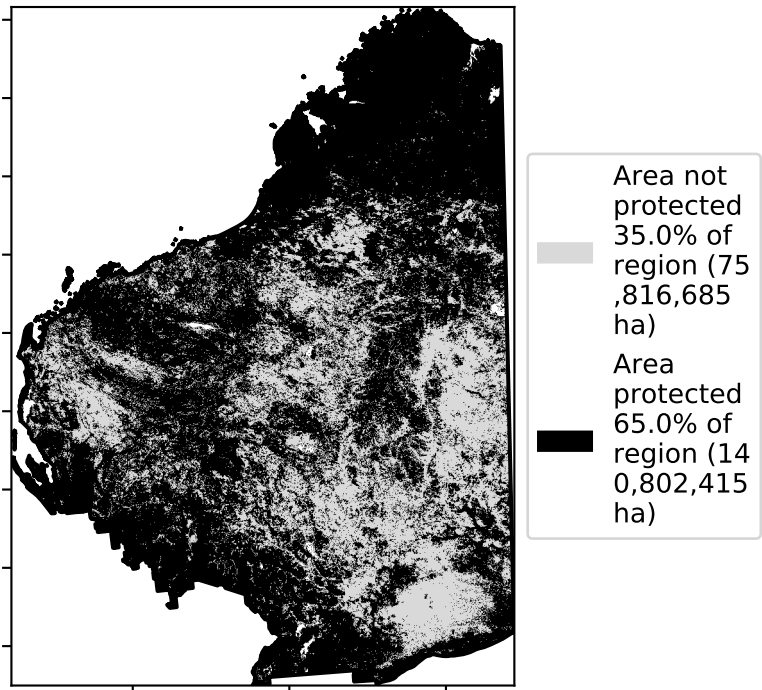 Area not
protected
35.0% of
region (75
,816,685
ha)
Area
protected
65.0% of
region (14
0,802,415
ha)